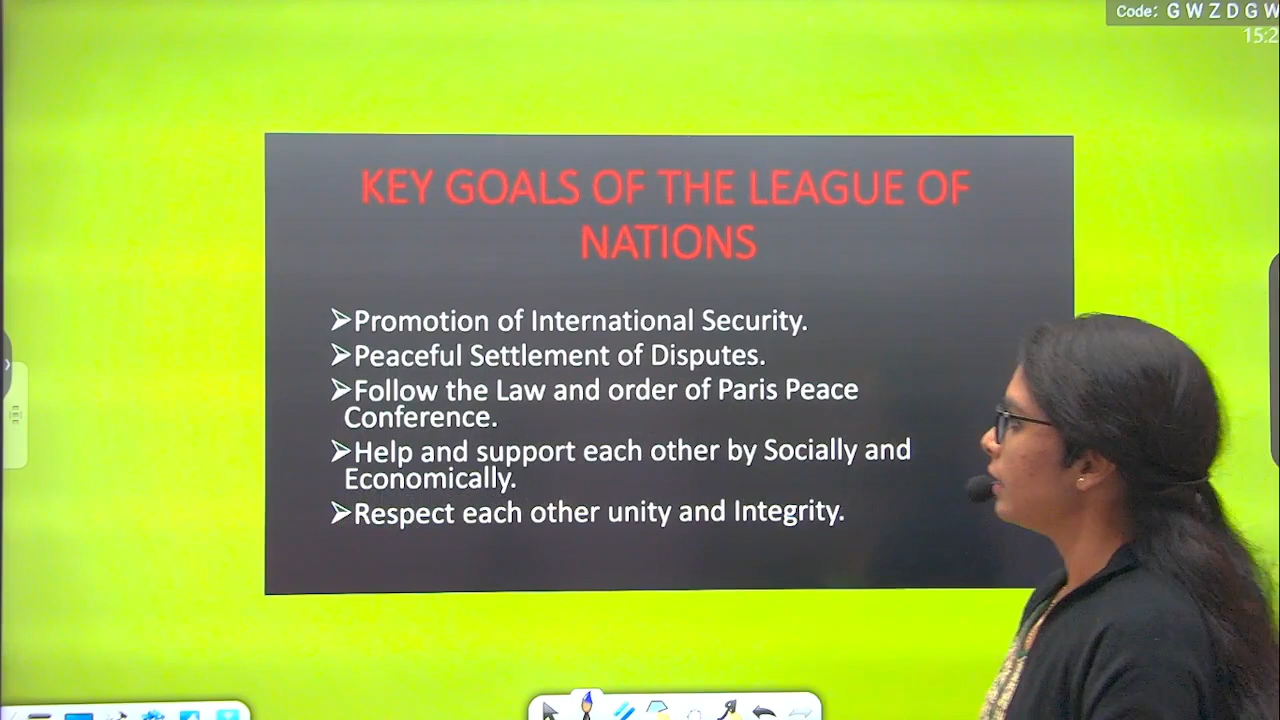 Code: G W Z D G W
15:2
KEY GOALS OF THE LEAGUE OF
NATIONS
➢Promotion of International Security.
➢Peaceful Settlement of Disputes.
➢Follow the Law and order of Paris Peace
Conference.
➢Help and support each other by Socially and
Economically.
➢Respect each other unity and Integrity.